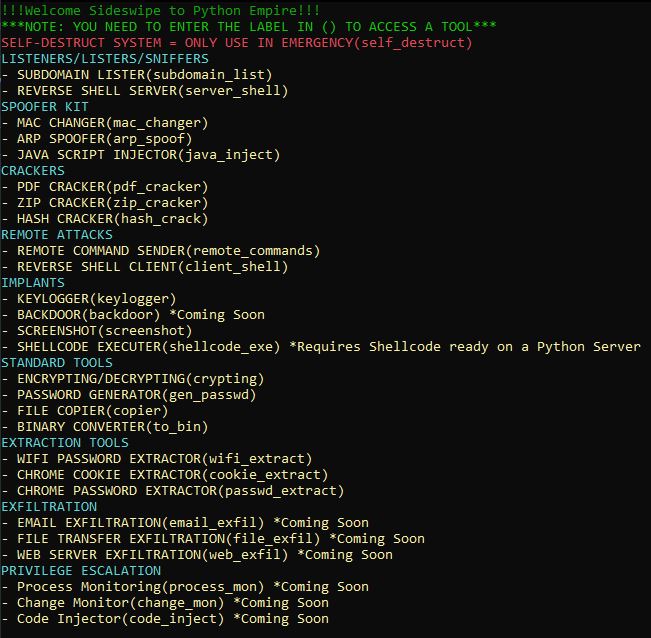 !!!Welcome Sideswipe to Python Empire!!!
***NOTE: YOU NEED TO ENTER THE LABEL IN () TO ACCESS A TOOL***
SELF-DESTRUCT SYSTEM = ONLY USE IN EMERGENCY(self_destruct)
LISTENERS/LISTERS/SNIFFERS
- SUBDOMAIN LISTER(subdomain_list)
- REVERSE SHELL SERVER(server_shell)
SPOOFER KIT
- MAC CHANGER(mac_changer)
- ARP SPOOFER(arp_spoof)
- JAVA SCRIPT INJECTOR(java_inject)
CRACKERS
- PDF CRACKER(pdf_cracker)
- ZIP CRACKER(zip_cracker)
- HASH CRACKER(hash_crack)
REMOTE ATTACKS
- REMOTE COMMAND SENDER(remote_commands)
- REVERSE SHELL CLIENT(client_shell)
IMPLANTS
- KEYLOGGER(keylogger)
- BACKDOOR(backdoor) *Coming Soon
- SCREENSHOT(screenshot)
- SHELLCODE EXECUTER(shellcode_exe) *Requires Shellcode ready on a Python Server
STANDARD TOOLS
- ENCRYPTING/DECRYPTING(crypting)
- PASSWORD GENERATOR(gen_passwd)
- FILE COPIER(copier)
- BINARY CONVERTER(to_bin)
EXTRACTION TOOLS
- WIFI PASSWORD EXTRACTOR(wifi_extract)
- CHROME COOKIE EXTRACTOR(cookie_extract)
- CHROME PASSWORD EXTRACTOR(passwd_extract)
EXFILTRATION
- EMAIL EXFILTRATION(email_exfil) *Coming Soon
- FILE TRANSFER EXFILTRATION(file_exfil) *Coming Soon
- WEB SERVER EXFILTRATION(web_exfil) *Coming Soon
PRIVILEGE ESCALATION
- Process Monitoring(process_mon) *Coming Soon
- Change Monitor(change_mon) *Coming Soon
- Code Injector(code_inject) *Coming Soon